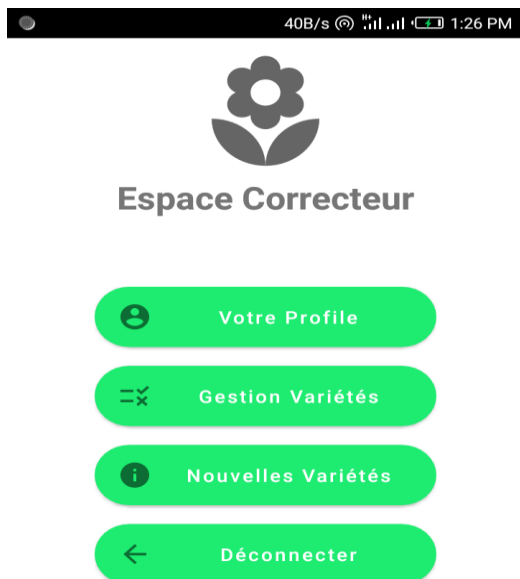 40B/s H+ 1:26 PM
Espace Correcteur
Votre Profile
Gestion Variétés
Nouvelles Variétés
Déconnecter